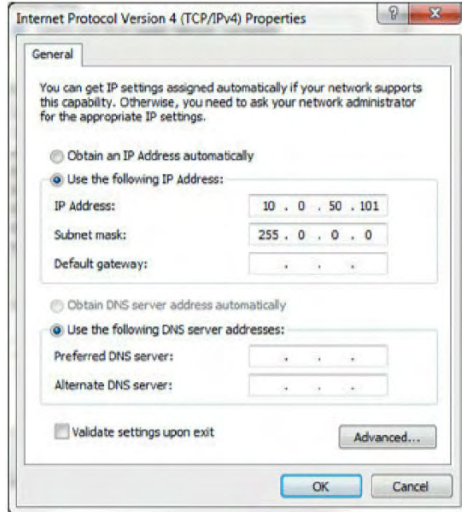 Internet Protocol Version 4 (TCP/IPv4) Properties
General
You can get IP settings assigned automatically if your network supports
this capability. Otherwise, you need to ask your network administrator
for the appropriate IP settings.
Obtain an IP Address automatically
Use the following IP Address:
IP Address: 10 . 0 . 50 . 101
Subnet mask: 255 . 0 . 0 . 0
Default gateway: . . .
Obtain DNS server address automatically
Use the following DNS server addresses:
Preferred DNS server: . . .
Alternate DNS server: . . .
Validate settings upon exit
Advanced...
OK Cancel